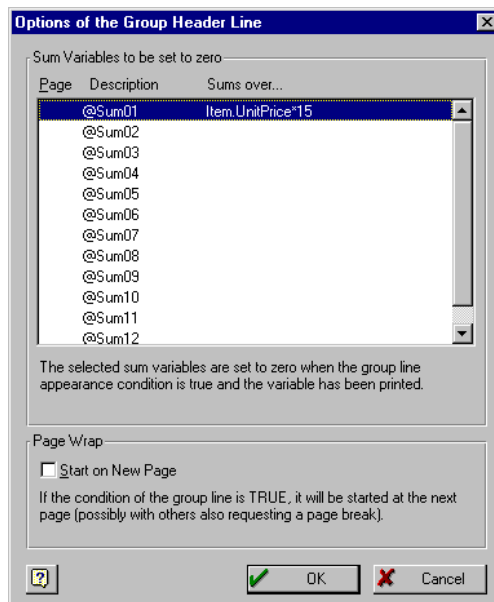 Options of the Group Header Line
Sum Variables to be set to zero
Page Description Sums over...
@Sum01 Item.UnitPrice*15
@Sum02
@Sum03
@Sum04
@Sum05
@Sum06
@Sum07
@Sum08
@Sum09
@Sum10
@Sum11
@Sum12
The selected sum variables are set to zero when the group line
appearance condition is true and the variable has been printed.
Page Wrap
Start on New Page
If the condition of the group line is TRUE, it will be started at the next
page (possibly with others also requesting a page break).
OK Cancel